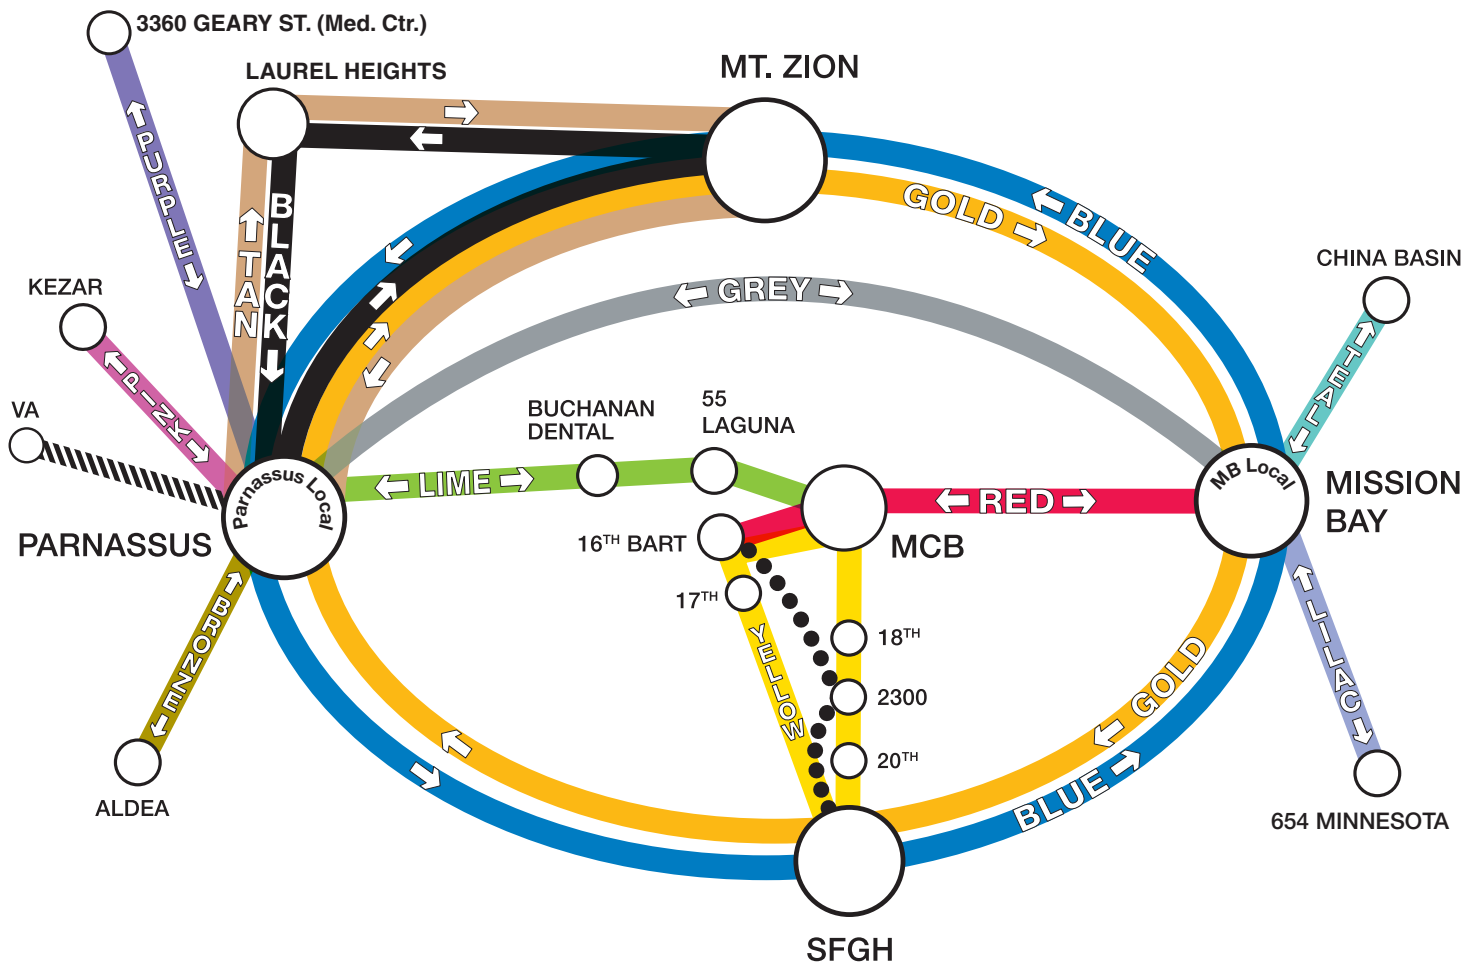 3360 GEARY ST. (Med. Ctr.)
LAUREL HEIGHTS
MT. ZION
PURPLE
BLACK
TAN
GOLD
BLUE
KEZAR
GREY
CHINA BASIN
PINK
TEAL
VA
BUCHANAN
DENTAL
55
LAGUNA
LIME
RED
Parnassus Local
MB Local
PARNASSUS
MISSION
BAY
16TH BART
MCB
17TH
18TH
BRONZE
YELLOW
2300
20TH
GOLD
LILAC
BLUE
ALDEA
654 MINNESOTA
SFGH